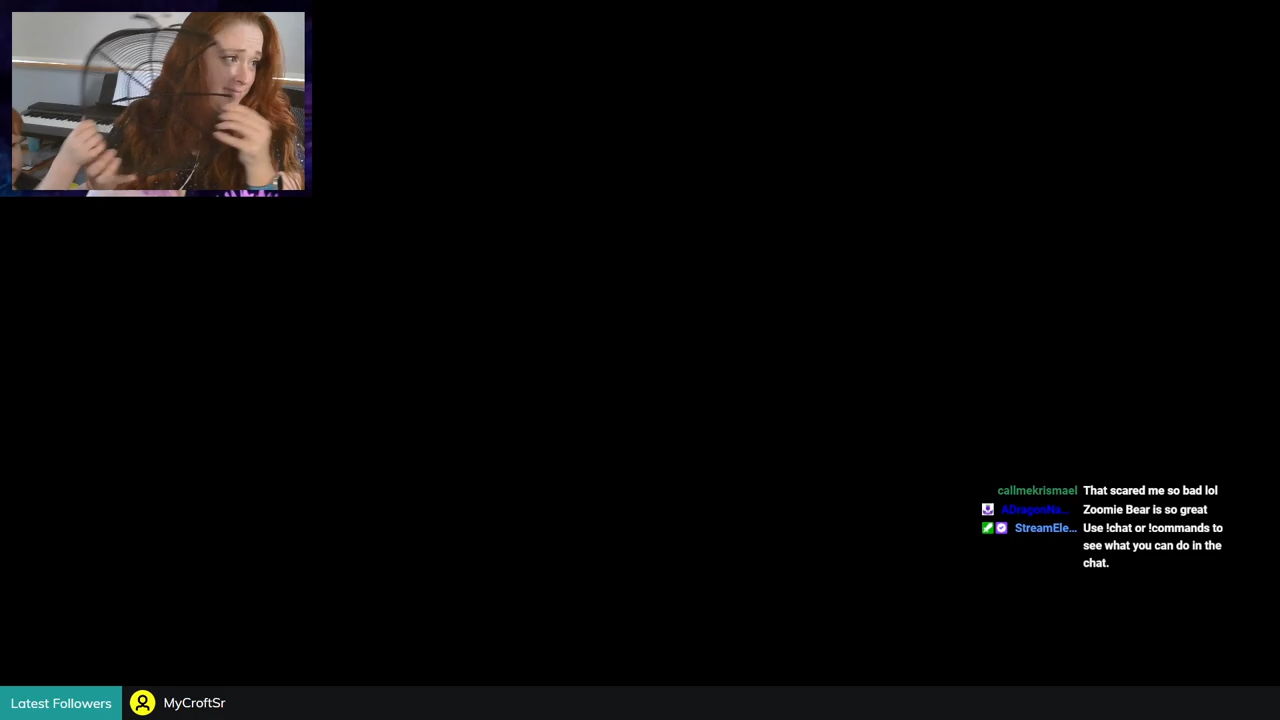 callmekrismael That scared me so bad lol
ADragonNa... Zoomie Bear is so great
StreamEle... Use !chat or !commands to
see what you can do in the
chat.
Latest Followers MyCroftSr